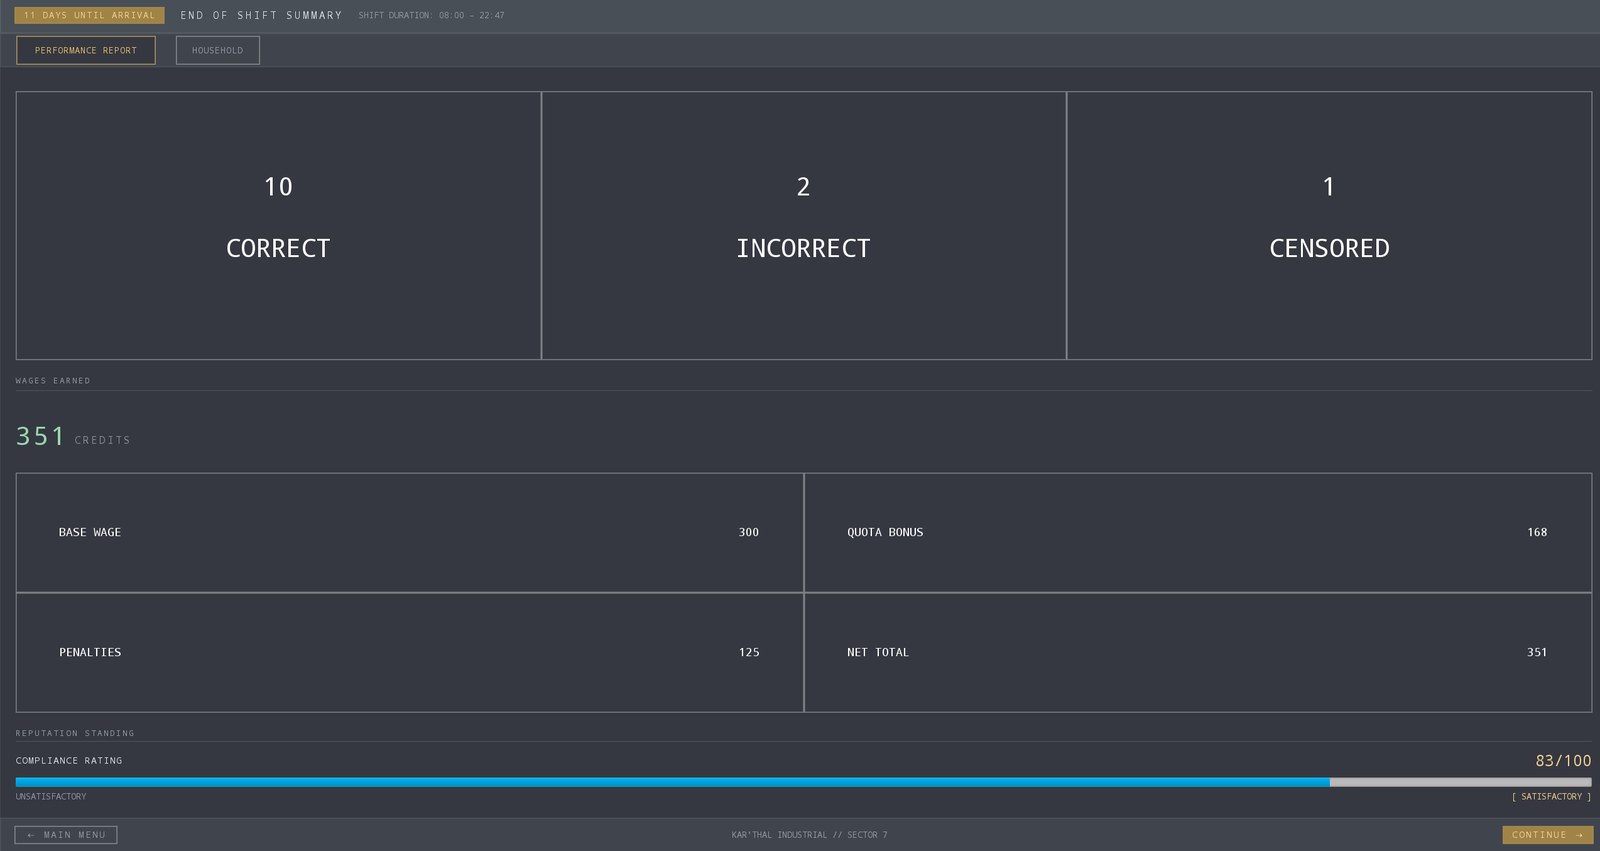 11 DAYS UNTIL ARRIVAL
END OF SHIFT SUMMARY
SHIFT DURATION: 08:00 – 22:47
PERFORMANCE REPORT
HOUSEHOLD
10
CORRECT
2
INCORRECT
1
CENSORED
WAGES EARNED
351 CREDITS
BASE WAGE 300
QUOTA BONUS 168
PENALTIES 125
NET TOTAL 351
REPUTATION STANDING
COMPLIANCE RATING 83/100
UNSATISFACTORY [ SATISFACTORY ]
← MAIN MENU
KAR'THAL INDUSTRIAL // SECTOR 7
CONTINUE →